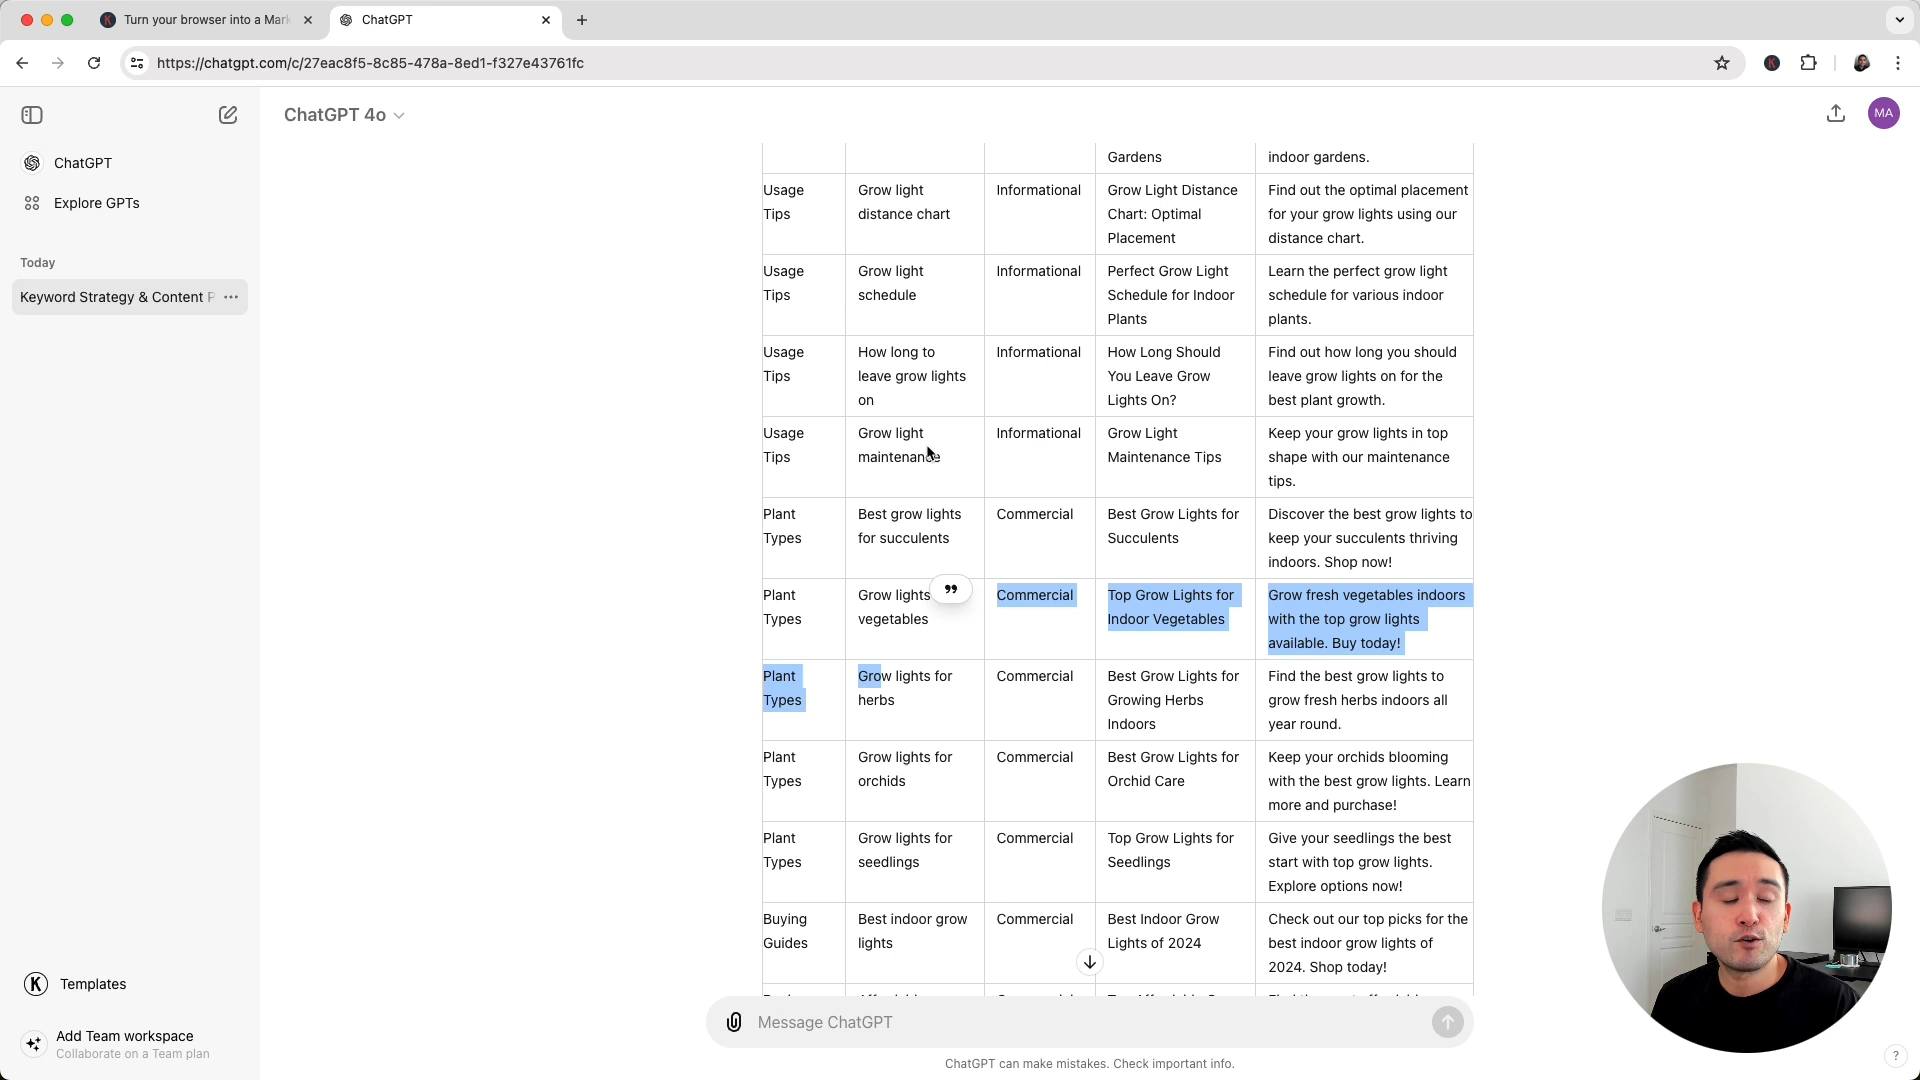 Turn your browser into a Mark
ChatGPT
https://chatgpt.com/c/27eac8f5-8c85-478a-8ed1-f327e43761fc
ChatGPT 4o
MA
ChatGPT
Explore GPTs
Today
Keyword Strategy & Content P
Gardens
indoor gardens.
Usage
Tips
Grow light
distance chart
Informational
Grow Light Distance
Chart: Optimal
Placement
Find out the optimal placement
for your grow lights using our
distance chart.
Usage
Tips
Grow light
schedule
Informational
Perfect Grow Light
Schedule for Indoor
Plants
Learn the perfect grow light
schedule for various indoor
plants.
Usage
Tips
How long to
leave grow lights
on
Informational
How Long Should
You Leave Grow
Lights On?
Find out how long you should
leave grow lights on for the
best plant growth.
Usage
Tips
Grow light
maintenance
Informational
Grow Light
Maintenance Tips
Keep your grow lights in top
shape with our maintenance
tips.
Plant
Types
Best grow lights
for succulents
Commercial
Best Grow Lights for
Succulents
Discover the best grow lights to
keep your succulents thriving
indoors. Shop now!
Plant
Types
Grow lights
vegetables
Commercial
Top Grow Lights for
Indoor Vegetables
Grow fresh vegetables indoors
with the top grow lights
available. Buy today!
Plant
Types
Grow lights for
herbs
Commercial
Best Grow Lights for
Growing Herbs
Indoors
Find the best grow lights to
grow fresh herbs indoors all
year round.
Plant
Types
Grow lights for
orchids
Commercial
Best Grow Lights for
Orchid Care
Keep your orchids blooming
with the best grow lights. Learn
more and purchase!
Plant
Types
Grow lights for
seedlings
Commercial
Top Grow Lights for
Seedlings
Give your seedlings the best
start with top grow lights.
Explore options now!
Buying
Guides
Best indoor grow
lights
Commercial
Best Indoor Grow
Lights of 2024
Check out our top picks for the
best indoor grow lights of
2024. Shop today!
K Templates
Add Team workspace
Collaborate on a Team plan
Message ChatGPT
ChatGPT can make mistakes. Check important info.
?